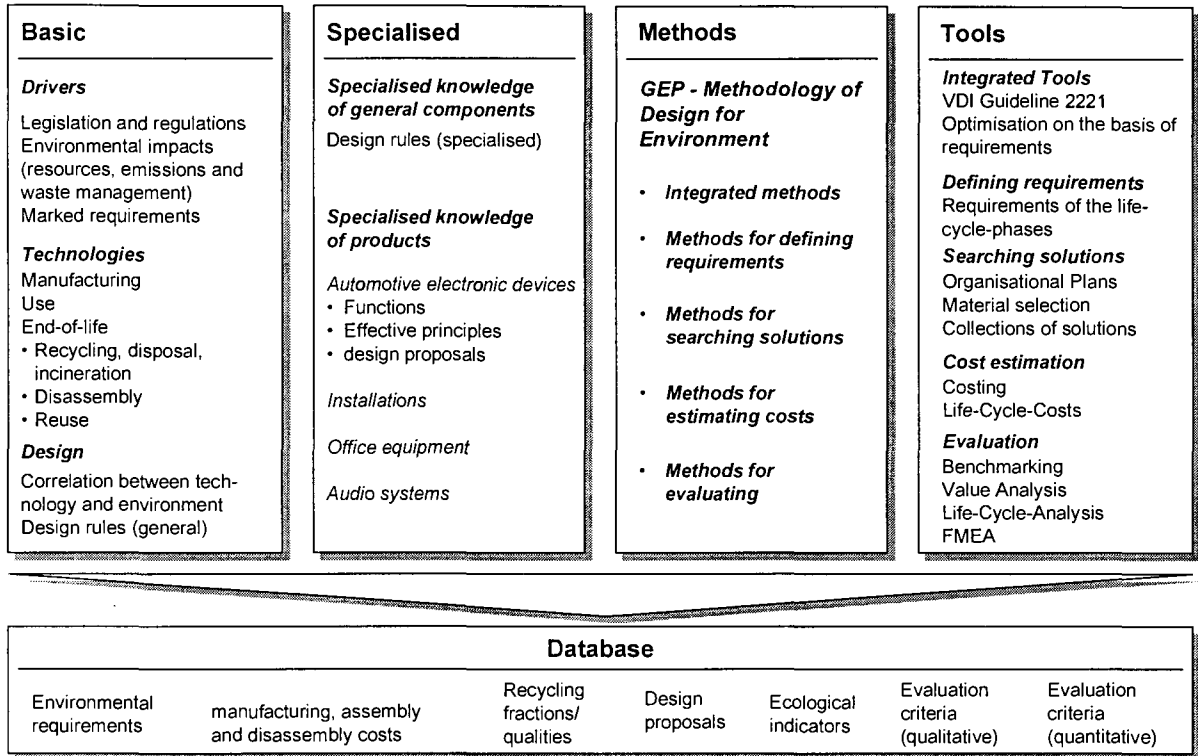 Basic
Drivers
Legislation and regulations
Environmental impacts
(resources, emissions and
waste management)
Marked requirements
Technologies
Manufacturing
Use
End-of-life
• Recycling, disposal,
incineration
• Disassembly
• Reuse
Design
Correlation between tech-
nology and environment
Design rules (general)
Specialised
Specialised knowledge
of general components
Design rules (specialised)
Specialised knowledge
of products
Automotive electronic devices
• Functions
• Effective principles
• design proposals
Installations
Office equipment
Audio systems
Methods
GEP - Methodology of
Design for
Environment
• Integrated methods
• Methods for defining
requirements
• Methods for
searching solutions
• Methods for
estimating costs
• Methods for
evaluating
Tools
Integrated Tools
VDI Guideline 2221
Optimisation on the basis of
requirements
Defining requirements
Requirements of the life-
cycle-phases
Searching solutions
Organisational Plans
Material selection
Collections of solutions
Cost estimation
Costing
Life-Cycle-Costs
Evaluation
Benchmarking
Value Analysis
Life-Cycle-Analysis
FMEA
Database
Environmental
requirements
manufacturing, assembly
and disassembly costs
Recycling
fractions/
qualities
Design
proposals
Ecological
indicators
Evaluation
criteria
(qualitative)
Evaluation
criteria
(quantitative)